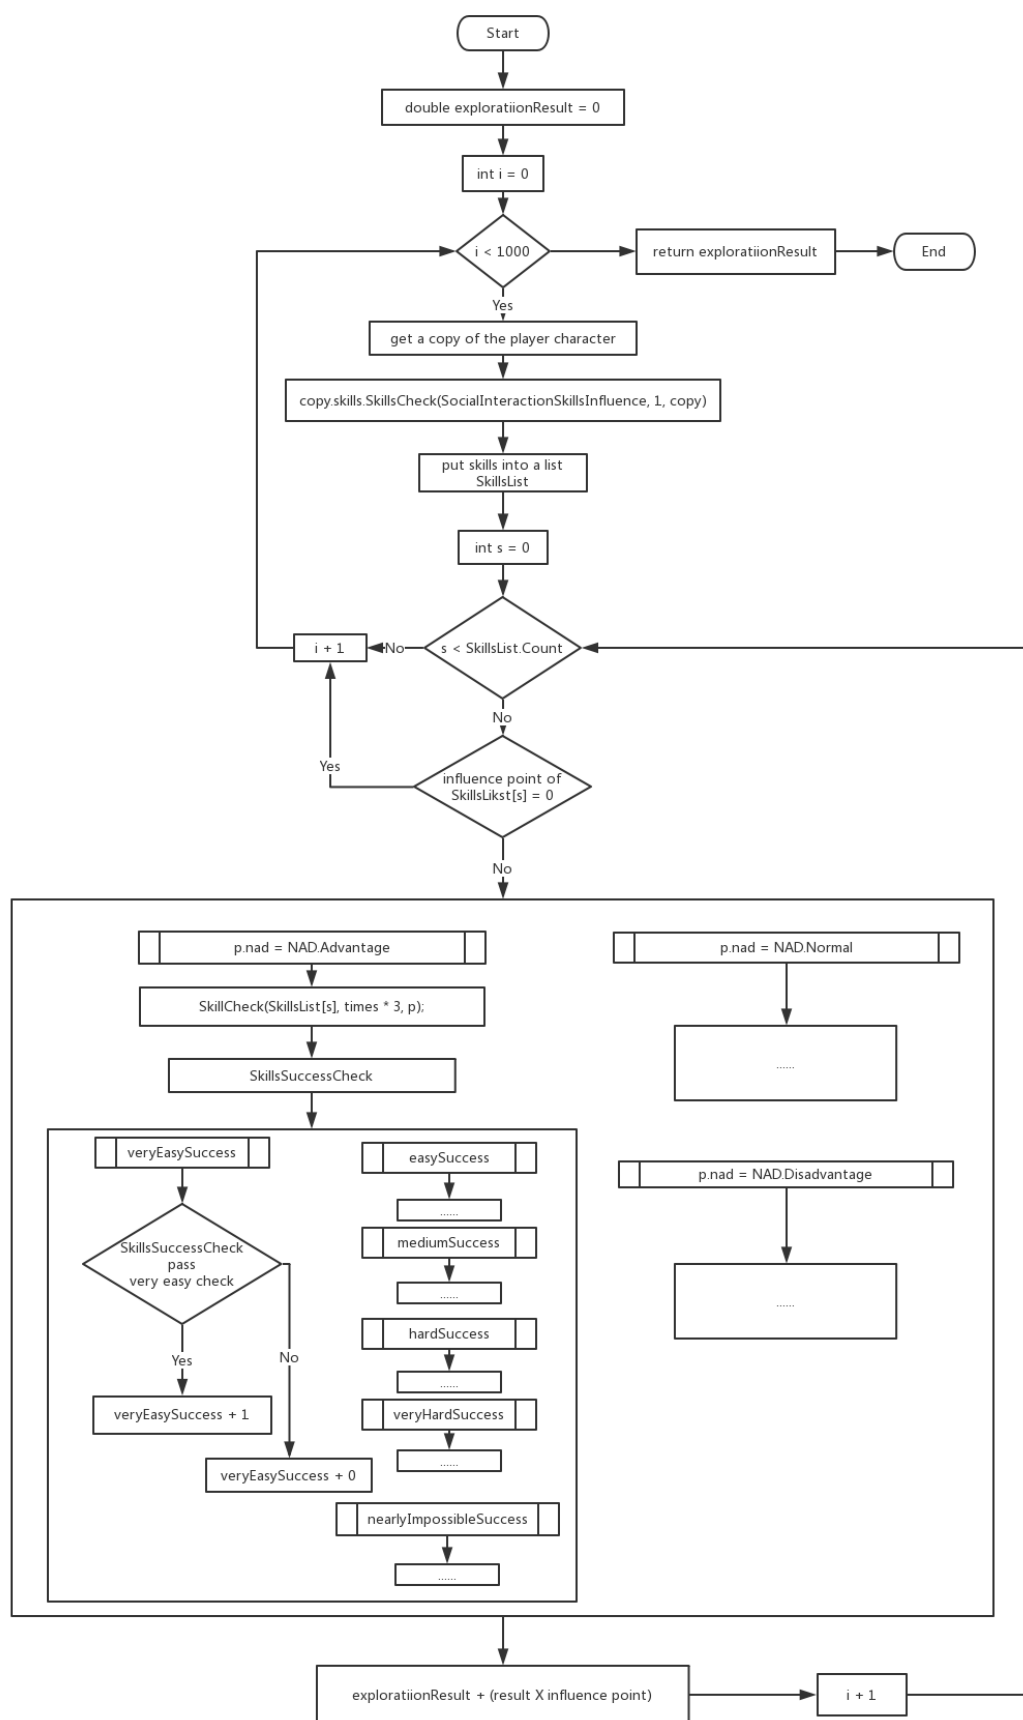 Start
double exploratiionResult = 0
int i = 0
i < 1000
return exploratiionResult
End
Yes
get a copy of the player character
copy.skills.SkillsCheck(SocialInteractionSkillsInfluence, 1, copy)
put skills into a list
SkillsList
int s = 0
i + 1
No
s < SkillsList.Count
No
Yes
influence point of
SkillsLikst[s] = 0
No
p.nad = NAD.Advantage
p.nad = NAD.Normal
SkillCheck(SkillsList[s], times * 3, p);
......
SkillsSuccessCheck
veryEasySuccess
easySuccess
p.nad = NAD.Disadvantage
......
mediumSuccess
SkillsSuccessCheck
pass
very easy check
......
......
hardSuccess
Yes
No
......
veryEasySuccess + 1
veryHardSuccess
......
veryEasySuccess + 0
nearlyImpossibleSuccess
......
exploratiionResult + (result X influence point)
i + 1